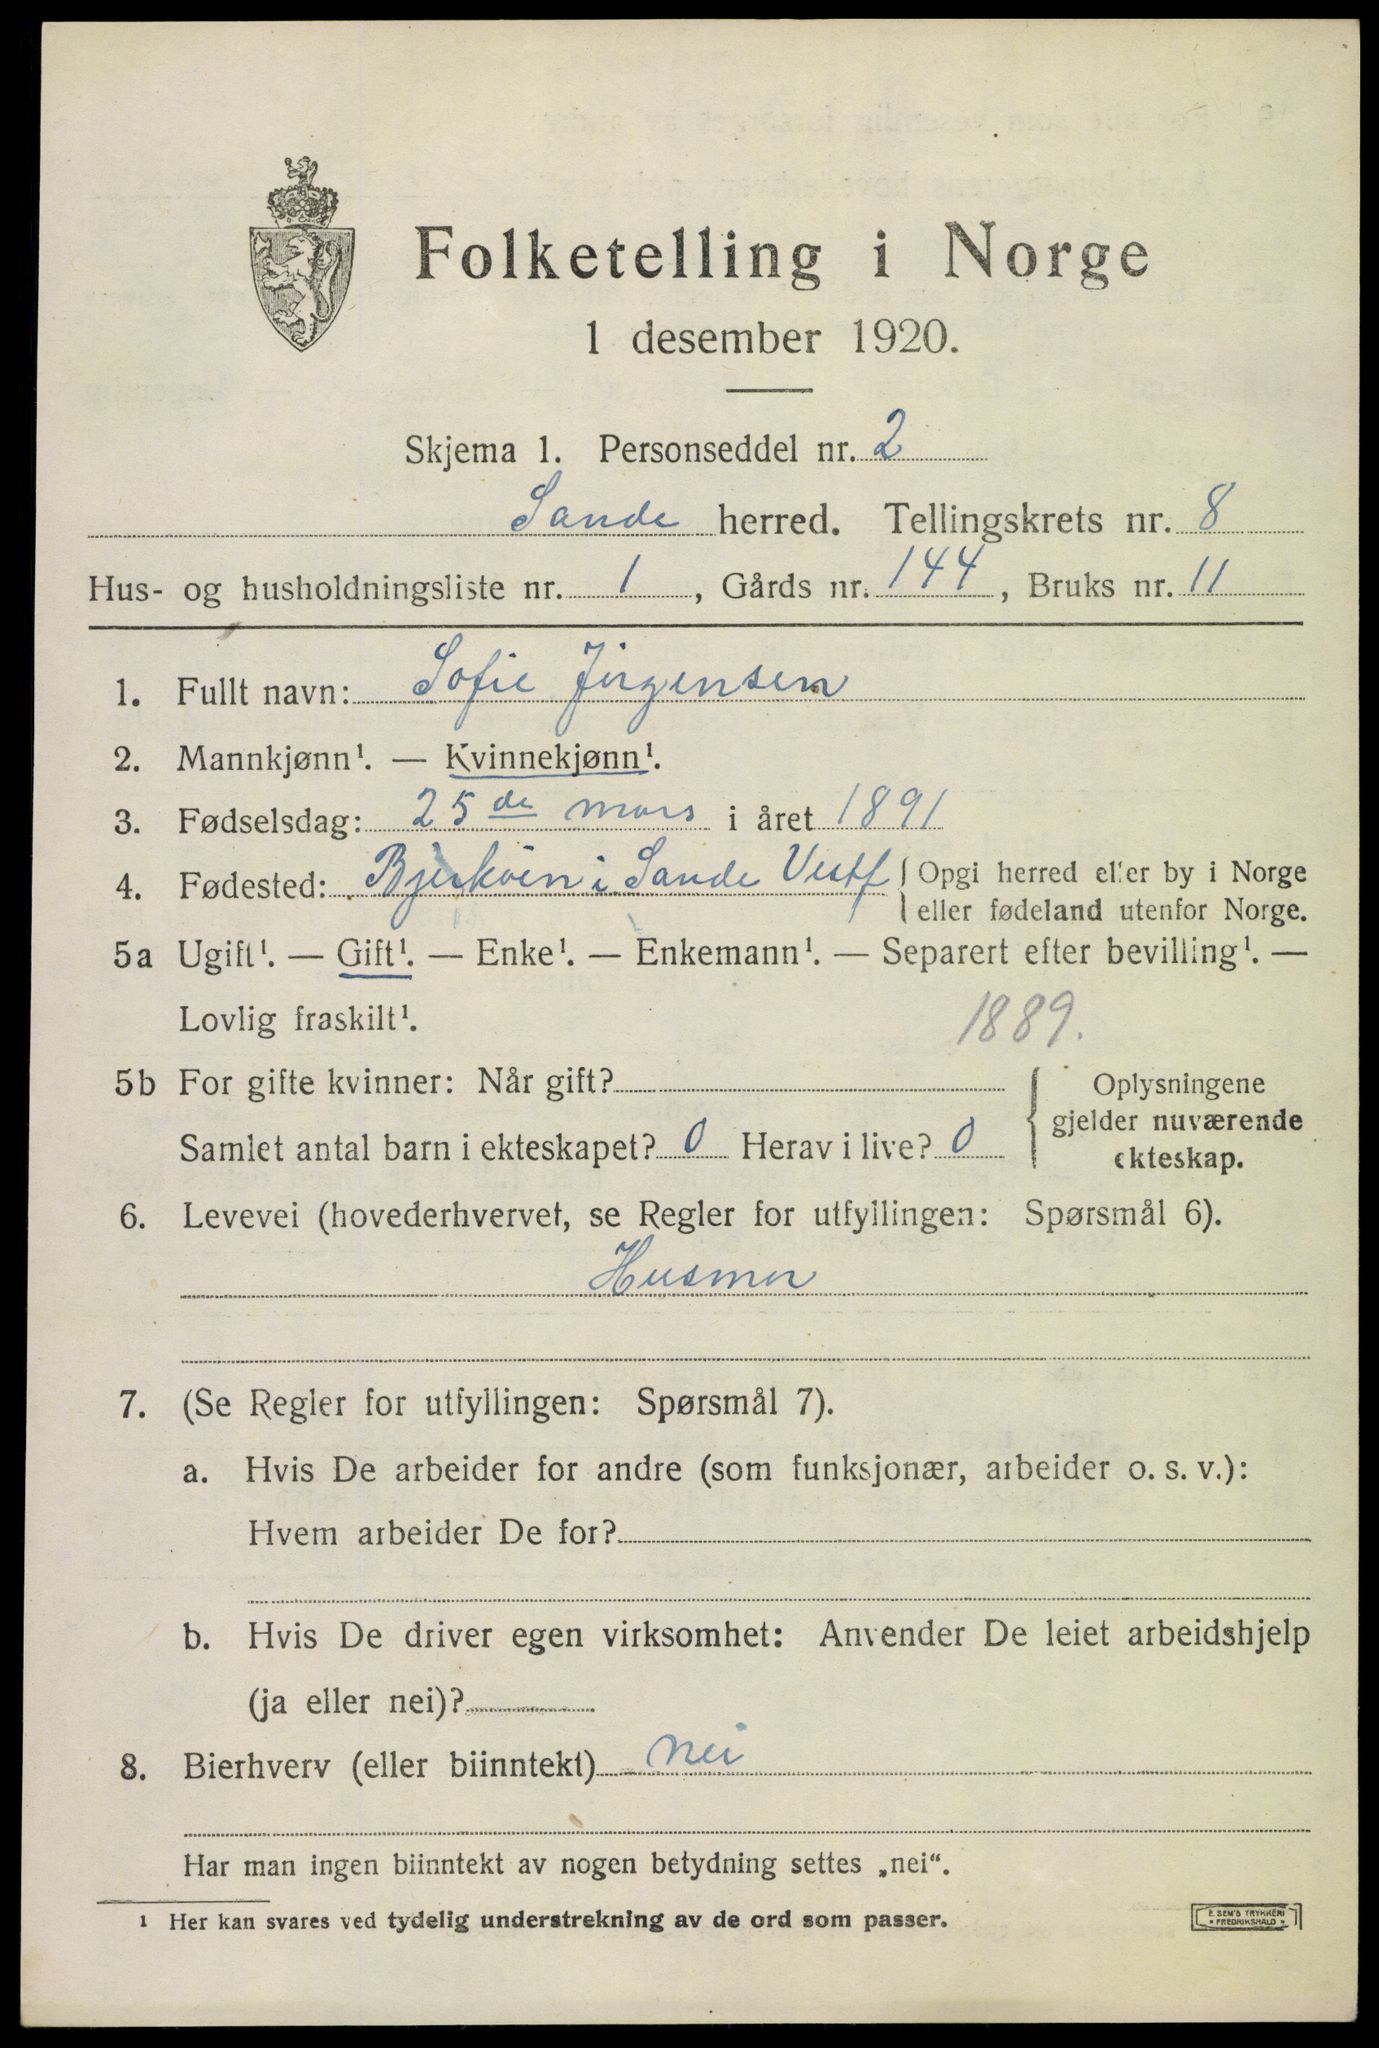 Folketelling i Norge
1 desember 1920.
Skjema 1. Personseddel nr. 2
Sande herred. Tellingskrets nr. 8
Hus- og husholdningsliste nr. 1, Gårds nr. 144, Bruks nr. 11
1. Fullt navn: Sofie Jörgensen
2. Mannkjønn¹. — Kvinnekjønn¹.
3. Fødselsdag: 25de mars i året 1891
4. Fødested: Bjerköen i Sande Vestf { Opgi herred eller by i Norge
eller fødeland utenfor Norge.
5a Ugift¹. — Gift¹. — Enke¹. — Enkemann¹. — Separert efter bevilling¹. —
Lovlig fraskilt¹.
1889.
5b For gifte kvinner: Når gift?
Samlet antal barn i ekteskapet? 0 Herav i live? 0
{ Oplysningene
gjelder nuværende
ekteskap.
6. Levevei (hovederhvervet, se Regler for utfyllingen: Spørsmål 6).
Husmor
7. (Se Regler for utfyllingen: Spørsmål 7).
a. Hvis De arbeider for andre (som funksjonær, arbeider o. s. v.):
Hvem arbeider De for?
b. Hvis De driver egen virksomhet: Anvender De leiet arbeidshjelp
(ja eller nei)?
8. Bierhverv (eller biinntekt) nei
Har man ingen biinntekt av nogen betydning settes „nei“.
¹ Her kan svares ved tydelig understrekning av de ord som passer.
E. SEM'S TRYKKERI
* FREDRIKSHALD *